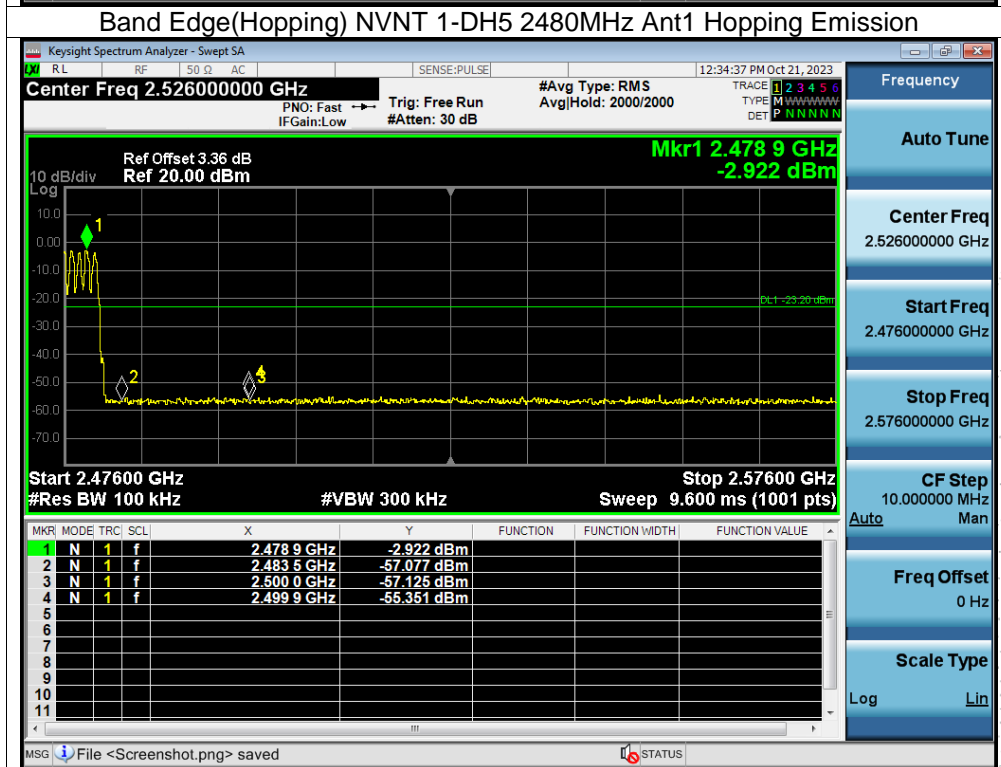 Band Edge(Hopping) NVNT 1-DH5 2480MHz Ant1 Hopping Emission
Keysight Spectrum Analyzer - Swept SA
LXI RL RF 50 Ω AC SENSE:PULSE 12:34:37 PM Oct 21, 2023
Center Freq 2.526000000 GHz
PNO: Fast
IFGain:Low
Trig: Free Run
#Atten: 30 dB
#Avg Type: RMS
Avg|Hold: 2000/2000
TRACE 1 2 3 4 5 6
TYPE M WWWWW
DET P N N N N N
Mkr1 2.478 9 GHz
-2.922 dBm
Ref Offset 3.36 dB
Ref 20.00 dBm
10 dB/div
Log
10.0
0.00
-10.0
-20.0
-30.0
-40.0
-50.0
-60.0
-70.0
1
2
4
3
DL1 -23.20 dBm
Start 2.47600 GHz Stop 2.57600 GHz
#Res BW 100 kHz #VBW 300 kHz Sweep 9.600 ms (1001 pts)
MKR MODE TRC SCL X Y FUNCTION FUNCTION WIDTH FUNCTION VALUE
1 N 1 f 2.478 9 GHz -2.922 dBm
2 N 1 f 2.483 5 GHz -57.077 dBm
3 N 1 f 2.500 0 GHz -57.125 dBm
4 N 1 f 2.499 9 GHz -55.351 dBm
5
6
7
8
9
10
11
MSG File <Screenshot.png> saved STATUS
Frequency
Auto Tune
Center Freq
2.526000000 GHz
Start Freq
2.476000000 GHz
Stop Freq
2.576000000 GHz
CF Step
10.000000 MHz
Auto Man
Freq Offset
0 Hz
Scale Type
Log Lin